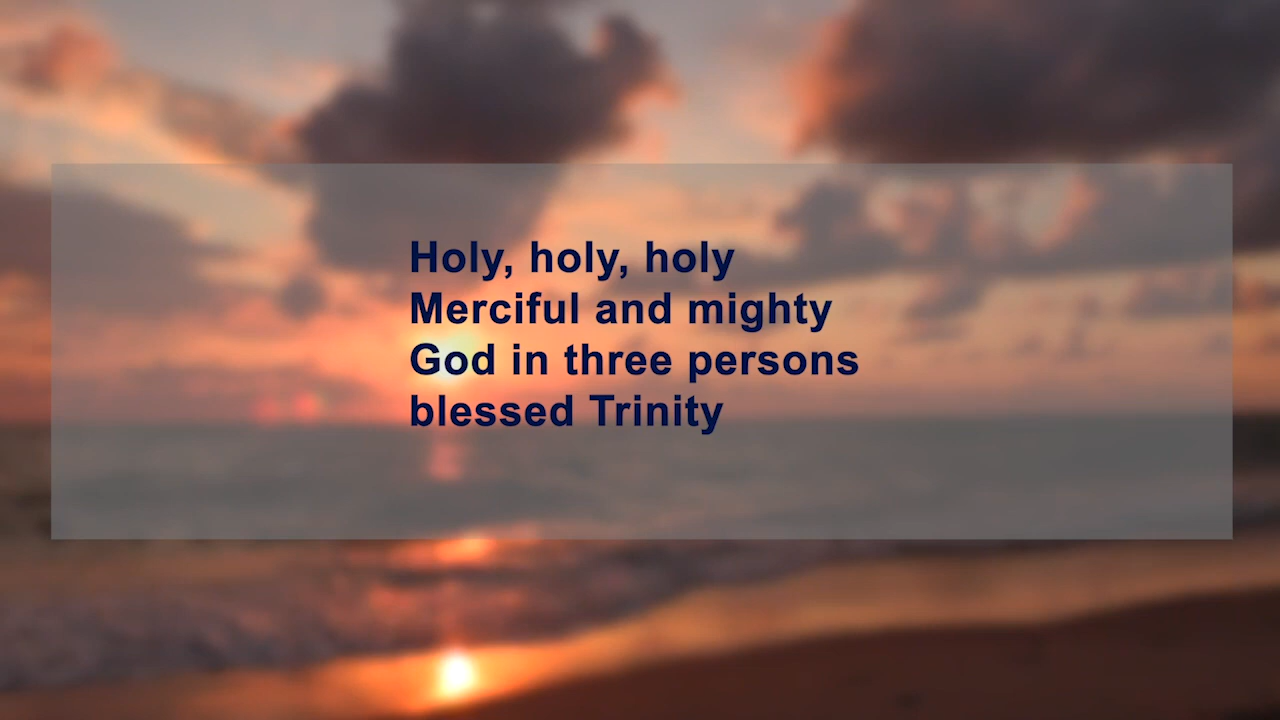 Holy, holy, holy
Merciful and mighty
God in three persons
blessed Trinity